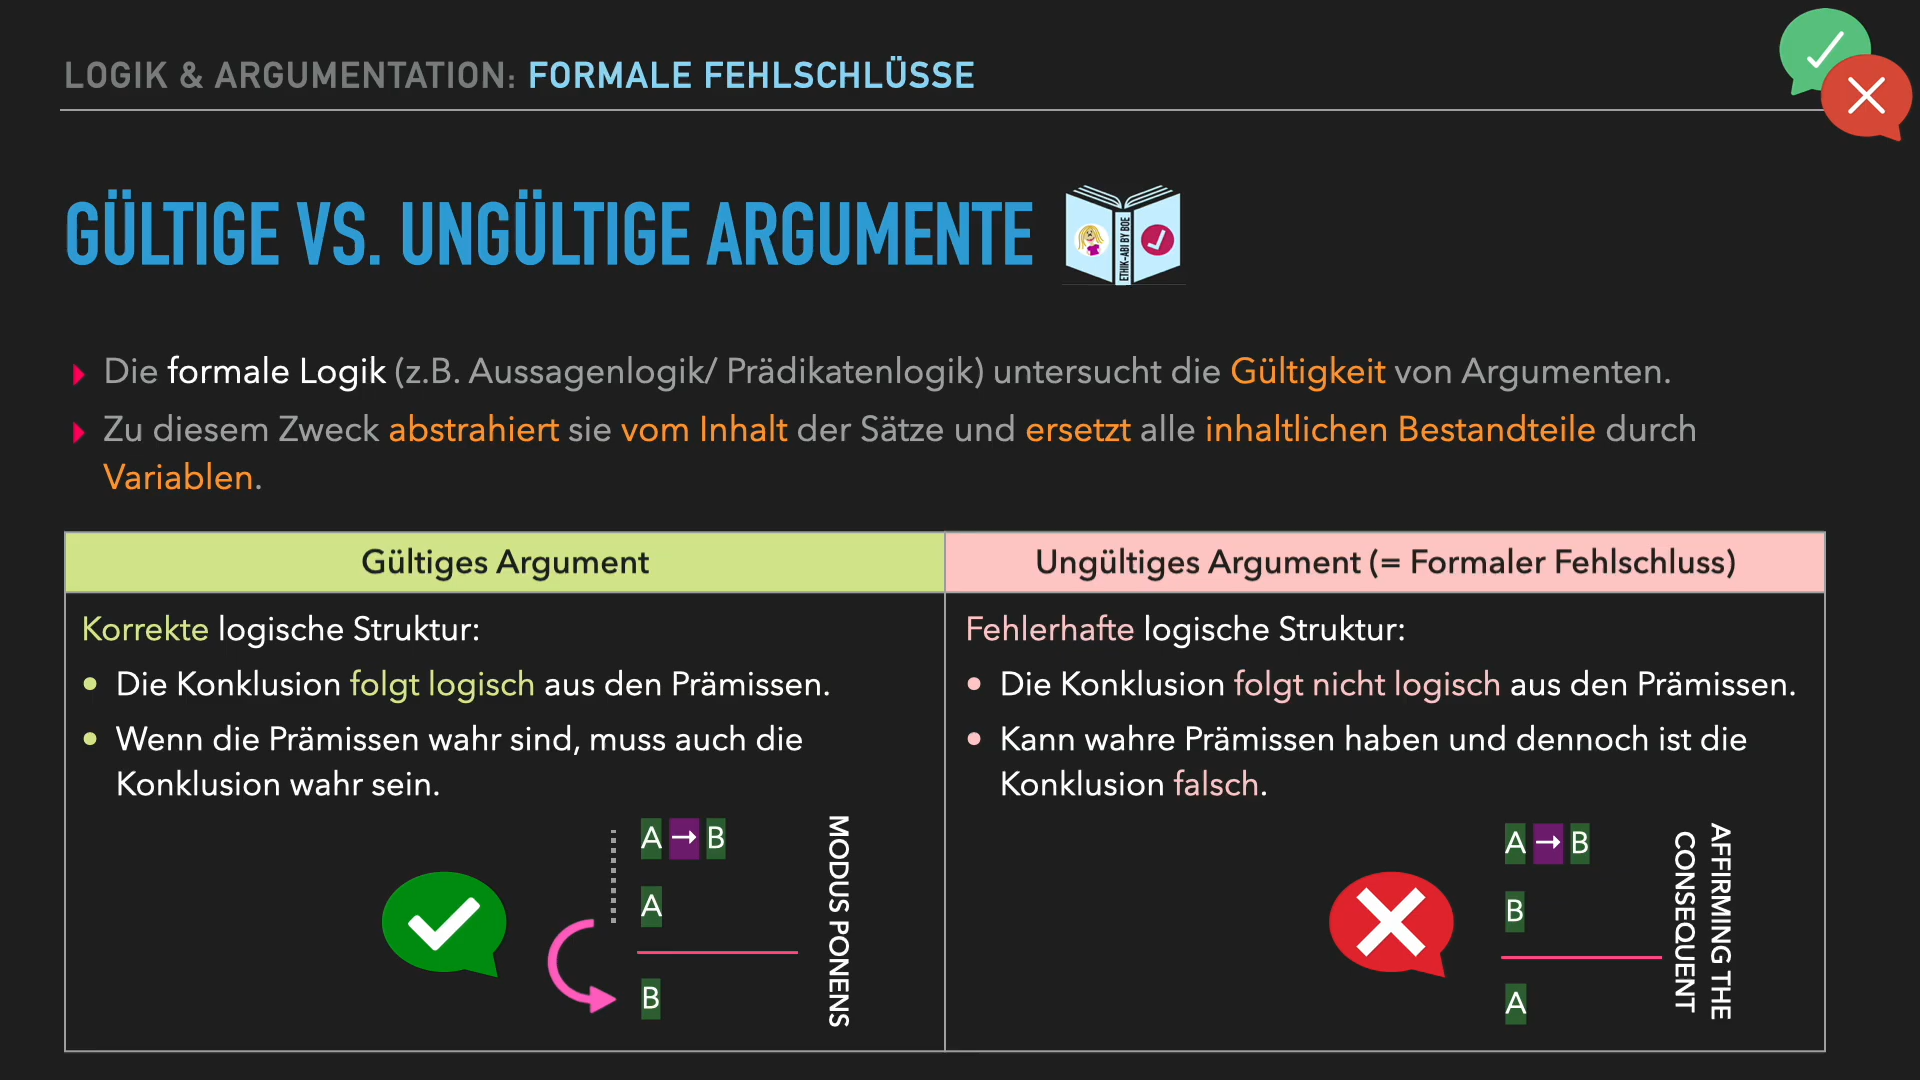 LOGIK & ARGUMENTATION: FORMALE FEHLSCHLÜSSE
GÜLTIGE VS. UNGÜLTIGE ARGUMENTE
ETHIK-ABI BY BOE
Die formale Logik (z.B. Aussagenlogik/ Prädikatenlogik) untersucht die Gültigkeit von Argumenten.
Zu diesem Zweck abstrahiert sie vom Inhalt der Sätze und ersetzt alle inhaltlichen Bestandteile durch
Variablen.
Gültiges Argument
Korrekte logische Struktur:
• Die Konklusion folgt logisch aus den Prämissen.
• Wenn die Prämissen wahr sind, muss auch die
Konklusion wahr sein.
A → B
A
B
MODUS PONENS
Ungültiges Argument (= Formaler Fehlschluss)
Fehlerhafte logische Struktur:
• Die Konklusion folgt nicht logisch aus den Prämissen.
• Kann wahre Prämissen haben und dennoch ist die
Konklusion falsch.
A → B
B
A
AFFIRMING THE
CONSEQUENT